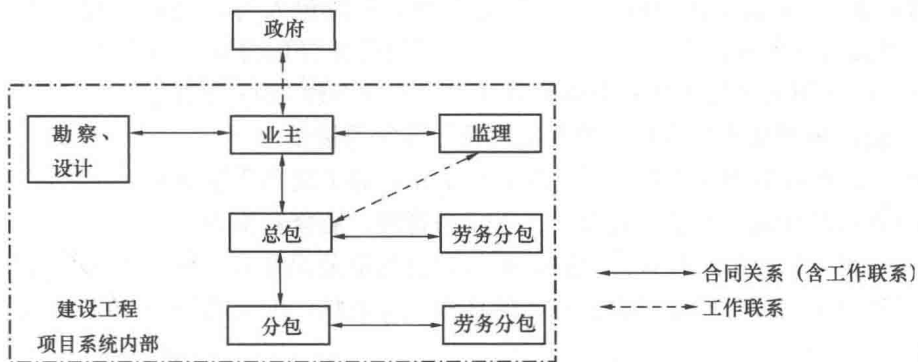 政府
勘察、
设计
业主
监理
总包
劳务分包
合同关系（含工作联系）
工作联系
建设工程
项目系统内部
分包
劳务分包